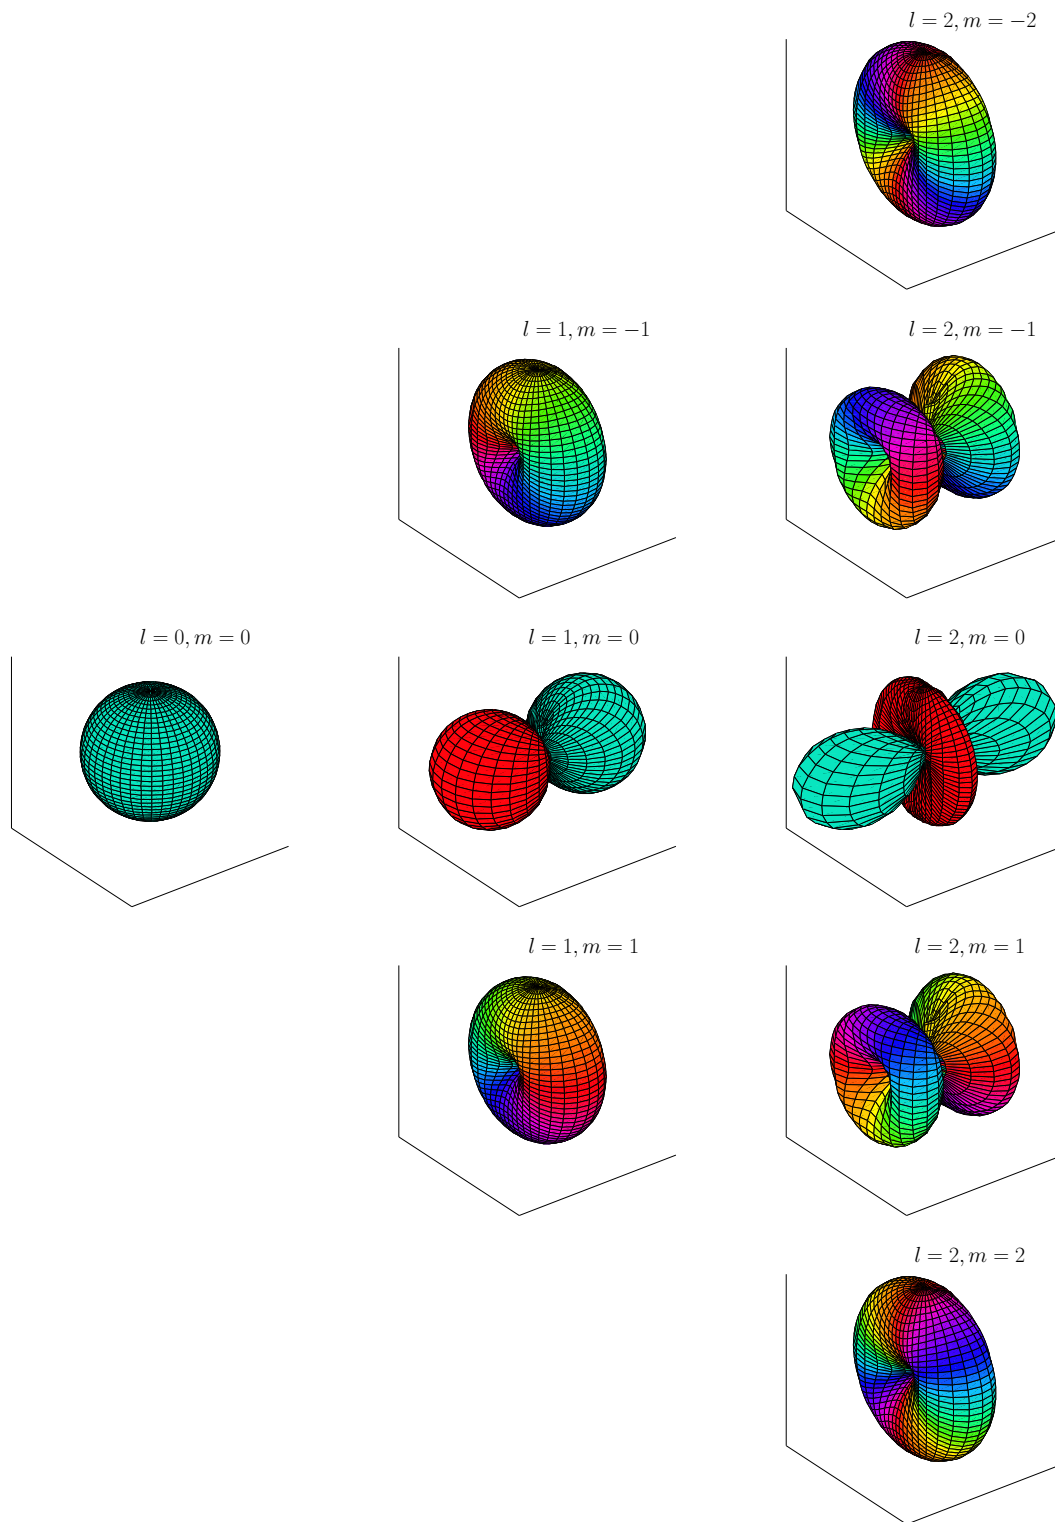 l = 2, m = −2
l = 1, m = −1
l = 2, m = −1
l = 0, m = 0
l = 1, m = 0
l = 2, m = 0
l = 1, m = 1
l = 2, m = 1
l = 2, m = 2